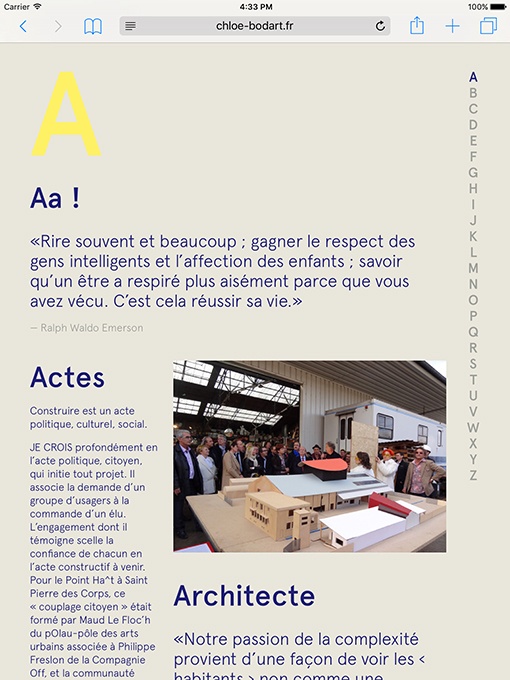 Carrier 4:33 PM 100%
chloe-bodart.fr
A
Aa !
«Rire souvent et beaucoup ; gagner le respect des
gens intelligents et l’affection des enfants ; savoir
qu’un être a respiré plus aisément parce que vous
avez vécu. C’est cela réussir sa vie.»
— Ralph Waldo Emerson
Actes
Construire est un acte
politique, culturel, social.
JE CROIS profondément en
l’acte politique, citoyen,
qui initie tout projet. Il
associe la demande d’un
groupe d’usagers à la
commande d’un élu.
L’engagement dont il
témoigne scelle la
confiance de chacun en
l’acte constructif à venir.
Pour le Point Ha^t à Saint
Pierre des Corps, ce
« couplage citoyen » était
formé par Maud Le Floc’h
du pOlau-pôle des arts
urbains associée à Philippe
Freslon de la Compagnie
Off, et la communauté
Architecte
«Notre passion de la complexité
provient d’une façon de voir les ‹
habitants › non comme une
A
B
C
D
E
F
G
H
I
J
K
L
M
N
O
P
Q
R
S
T
U
V
W
X
Y
Z